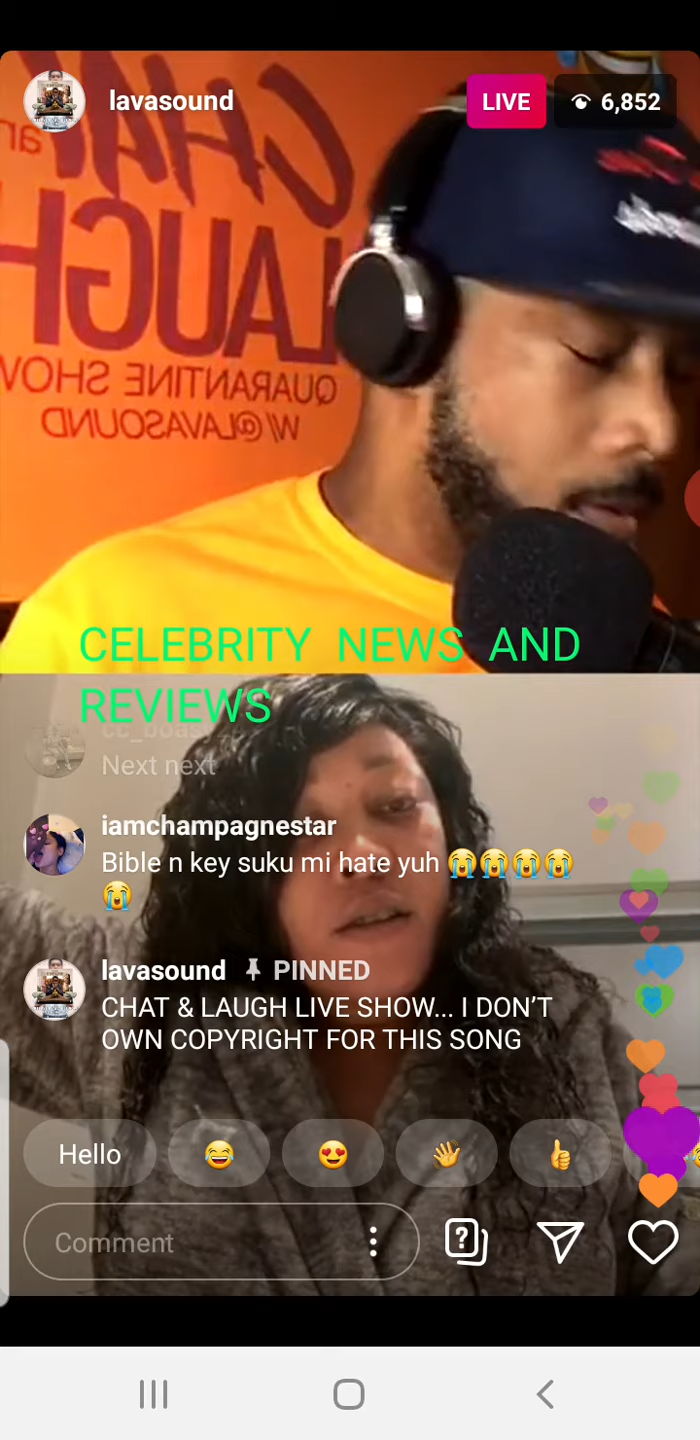 lavasound
LIVE
6,852
CHAT
LAUGH
QUARANTINE SHOW
W/@LAVASOUND
CELEBRITY NEWS AND
REVIEWS
Next next
iamchampagnestar
Bible n key suku mi hate yuh 😭😭😭😭
😭
lavasound PINNED
CHAT & LAUGH LIVE SHOW... I DON’T
OWN COPYRIGHT FOR THIS SONG
Hello
Comment